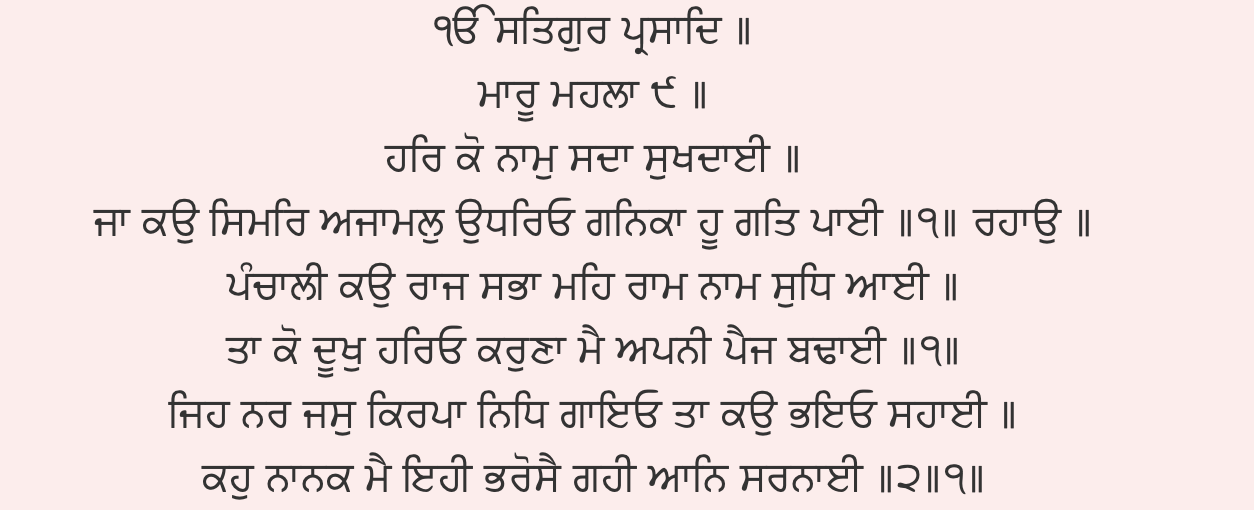 ੴ ਸਤਿਗੁਰ ਪ੍ਰਸਾਦਿ ॥
ਮਾਰੂ ਮਹਲਾ ੯ ॥
ਹਰਿ ਕੋ ਨਾਮੁ ਸਦਾ ਸੁਖਦਾਈ ॥
ਜਾ ਕਉ ਸਿਮਰਿ ਅਜਾਮਲੁ ਉਧਰਿਓ ਗਨਿਕਾ ਹੂ ਗਤਿ ਪਾਈ ॥੧॥ ਰਹਾਉ ॥
ਪੰਚਾਲੀ ਕਉ ਰਾਜ ਸਭਾ ਮਹਿ ਰਾਮ ਨਾਮ ਸੁਧਿ ਆਈ ॥
ਤਾ ਕੋ ਦੂਖੁ ਹਰਿਓ ਕਰੁਣਾ ਮੈ ਅਪਨੀ ਪੈਜ ਬਢਾਈ ॥੧॥
ਜਿਹ ਨਰ ਜਸੁ ਕਿਰਪਾ ਨਿਧਿ ਗਾਇਓ ਤਾ ਕਉ ਭਇਓ ਸਹਾਈ ॥
ਕਹੁ ਨਾਨਕ ਮੈ ਇਹੀ ਭਰੋਸੈ ਗਹੀ ਆਨਿ ਸਰਨਾਈ ॥੨॥੧॥